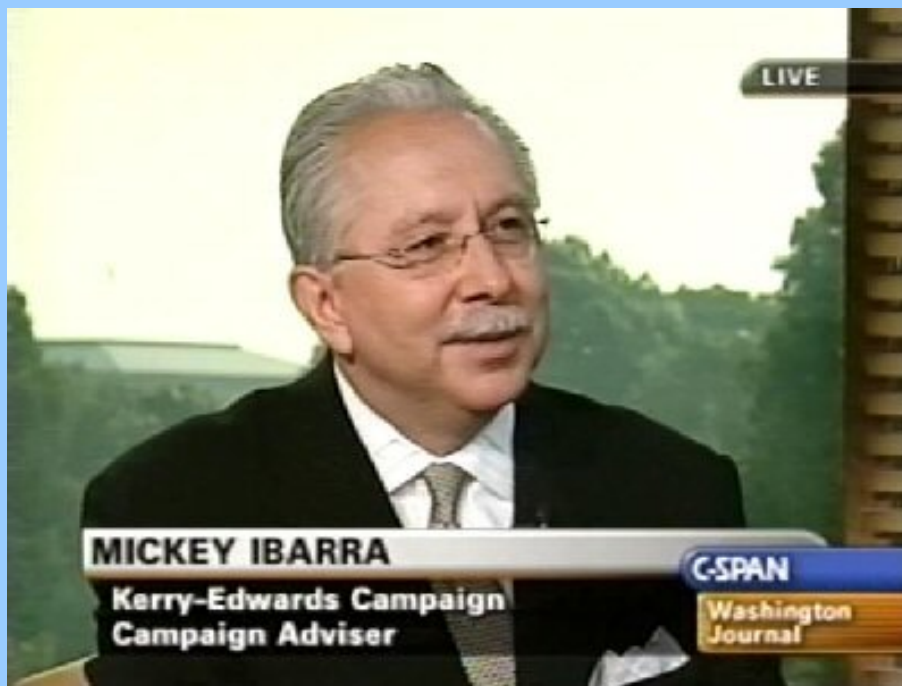 LIVE
MICKEY IBARRA
Kerry-Edwards Campaign
Campaign Adviser
C-SPAN
Washington
Journal